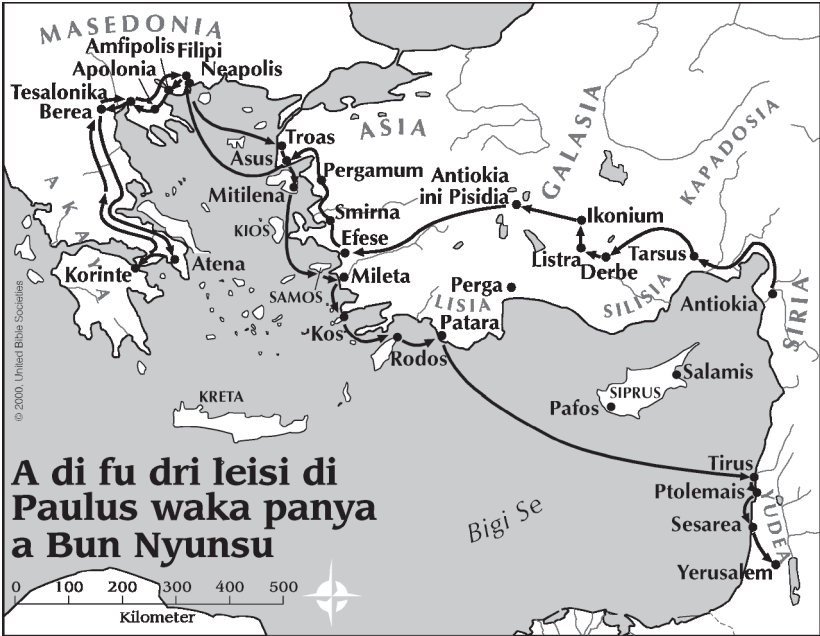 MASEDONIA
Amfipolis
Filipi
Apolonia
Neapolis
Tesalonika
Berea
Troas
ASIA
Asus
Pergamum
Mitilena
Antiokia
ini Pisidia
GALASIA
KAPADOSIA
AKAYA
Smirna
Ikonium
KIOS
Efese
Korinte
Atena
Mileta
Listra
Derbe
Tarsus
SAMOS
Perga
LISIA
SILISIA
Antiokia
SIRIA
Kos
Patara
Rodos
Salamis
SIPRUS
Pafos
KRETA
© 2000, United Bible Societies
A di fu dri leisi di
Paulus waka panya
a Bun Nyunsu
Bigi Se
Tirus
Ptolemais
YUDEA
Sesarea
Yerusalem
0 100 200 300 400 500
Kilometer